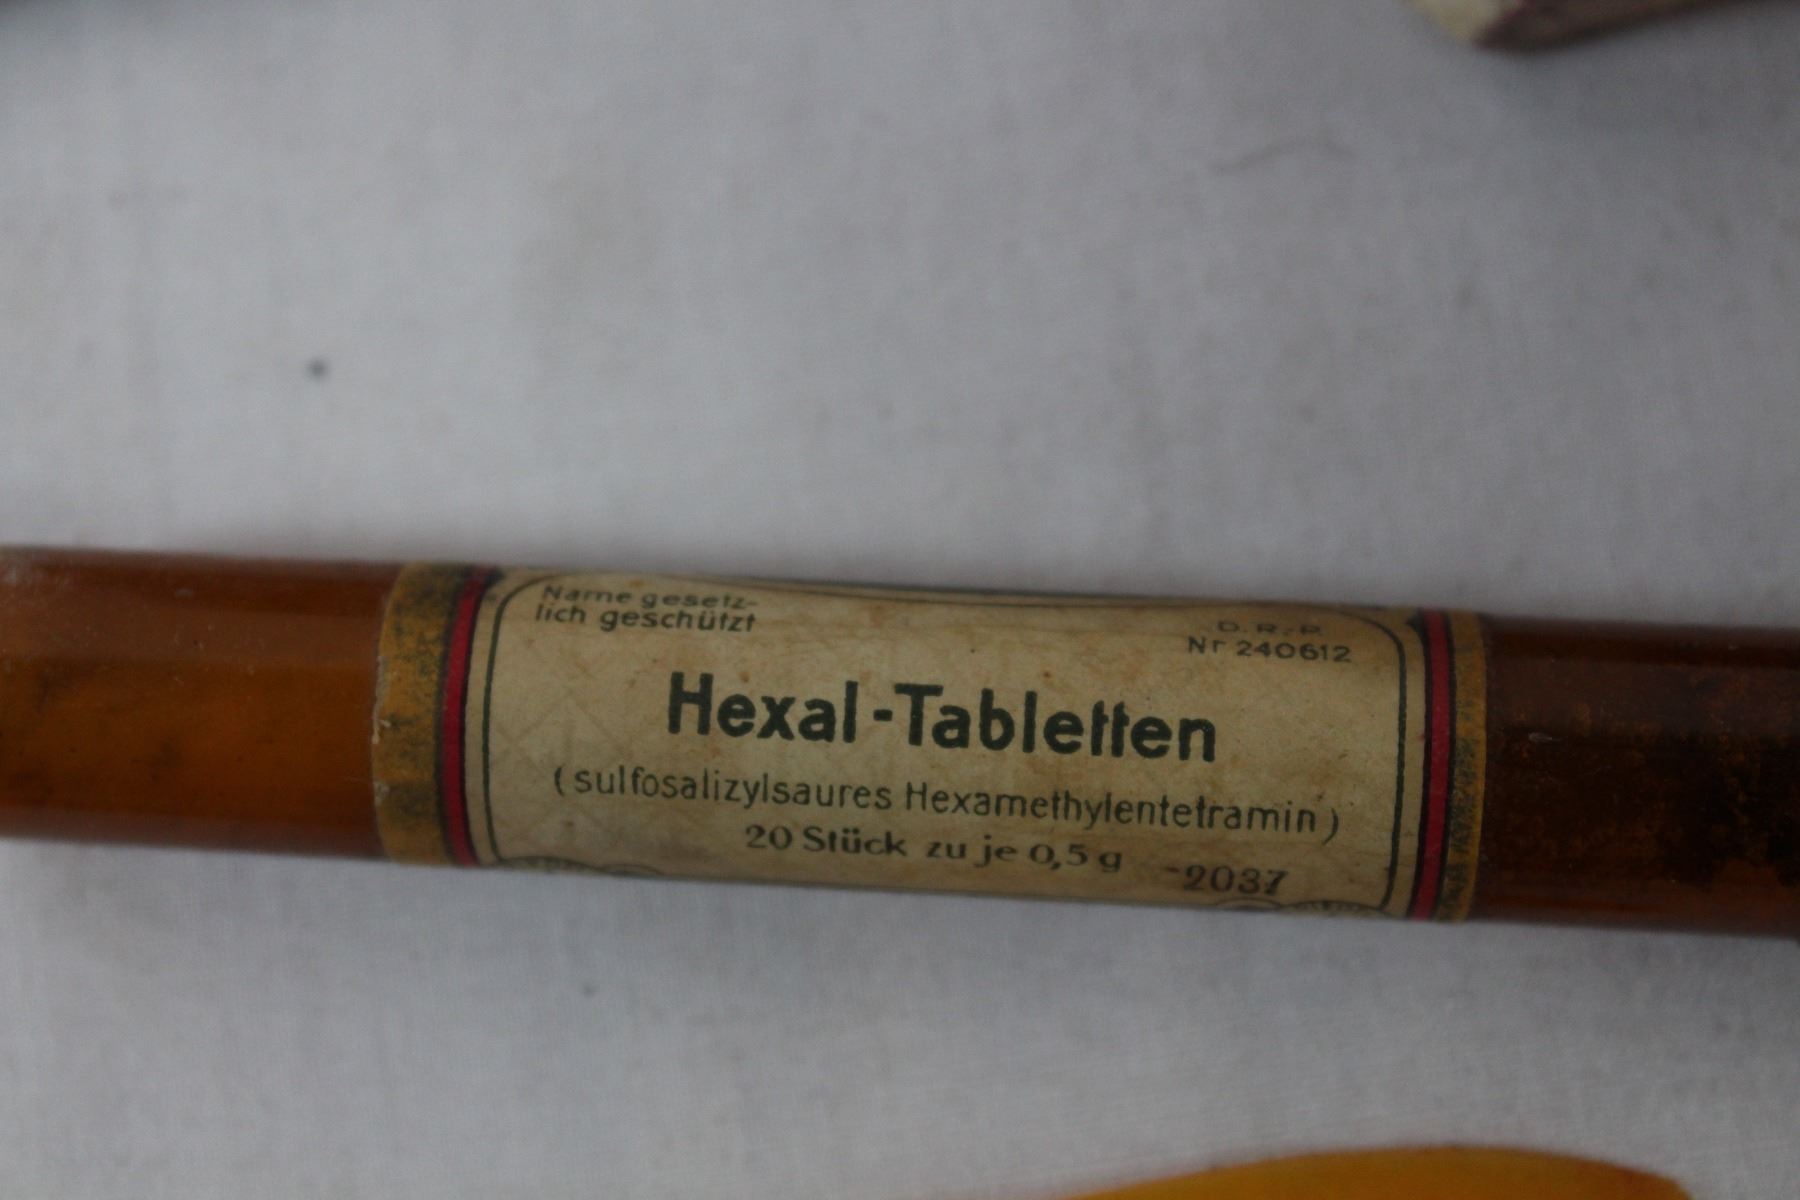 Name gesetz-
lich geschützt
D. R. P.
Nr 240612
Hexal-Tabletten
(sulfosalizylsaures Hexamethylentetramin)
20 Stück zu je 0,5 g
-2037